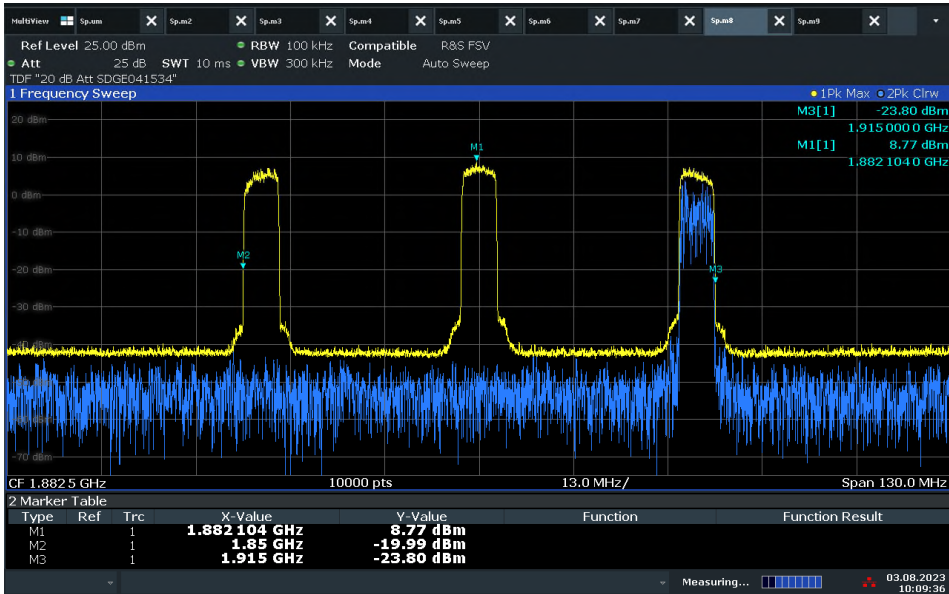 MultiView Sp.um Sp.m2 Sp.m3 Sp.m4 Sp.m5 Sp.m6 Sp.m7 Sp.m8 Sp.m9
Ref Level 25.00 dBm RBW 100 kHz Compatible R&S FSV
Att 25 dB SWT 10 ms VBW 300 kHz Mode Auto Sweep
TDF "20 dB Att SDGE041534"
1 Frequency Sweep 1Pk Max 2Pk Clrw
M3[1] -23.80 dBm
1.915 000 0 GHz
M1[1] 8.77 dBm
1.882 104 0 GHz
20 dBm
M1
10 dBm
0 dBm
-10 dBm
M2
-20 dBm
M3
-30 dBm
-40 dBm
-60 dBm
-70 dBm
CF 1.8825 GHz 10000 pts 13.0 MHz/ Span 130.0 MHz
2 Marker Table
Type Ref Trc X-Value Y-Value Function Function Result
M1 1 1.882 104 GHz 8.77 dBm
M2 1 1.85 GHz -19.99 dBm
M3 1 1.915 GHz -23.80 dBm
Measuring... 03.08.2023
10:09:36